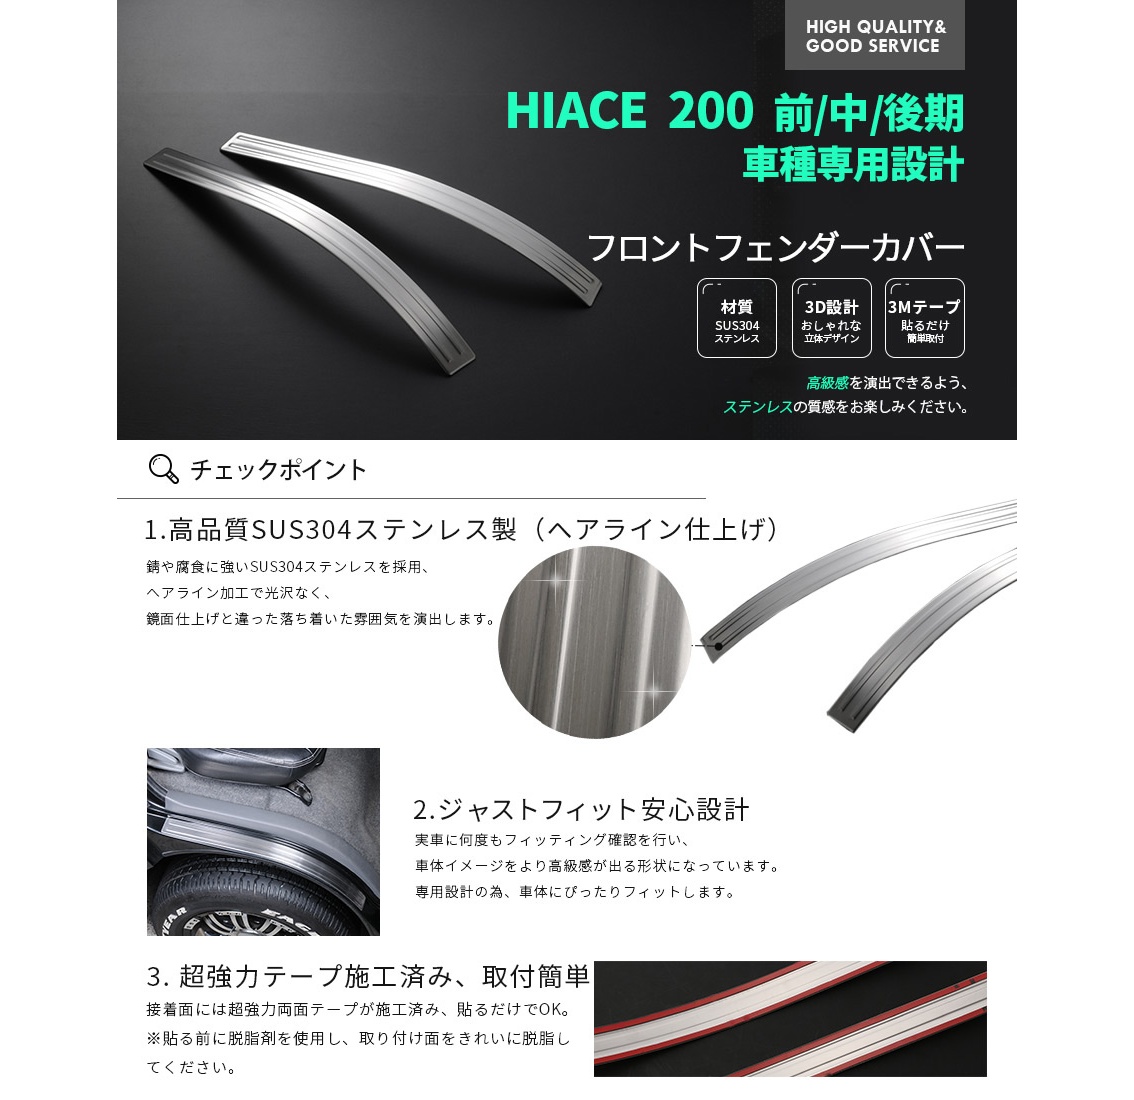 HIGH QUALITY&
GOOD SERVICE
HIACE 200 前/中/後期
車種専用設計
フロントフェンダーカバー
材質
SUS304
ステンレス
3D設計
おしゃれな
立体デザイン
3Mテープ
貼るだけ
簡単取付
高級感を演出できるよう、
ステンレスの質感をお楽しみください。
チェックポイント
1.高品質SUS304ステンレス製（ヘアライン仕上げ）
錆や腐食に強いSUS304ステンレスを採用、
ヘアライン加工で光沢なく、
鏡面仕上げと違った落ち着いた雰囲気を演出します。
2.ジャストフィット安心設計
実車に何度もフィッティング確認を行い、
車体イメージをより高級感が出る形状になっています。
専用設計の為、車体にぴったりフィットします。
3. 超強力テープ施工済み、取付簡単
接着面には超強力両面テープが施工済み、貼るだけでOK。
※貼る前に脱脂剤を使用し、取り付け面をきれいに脱脂し
てください。